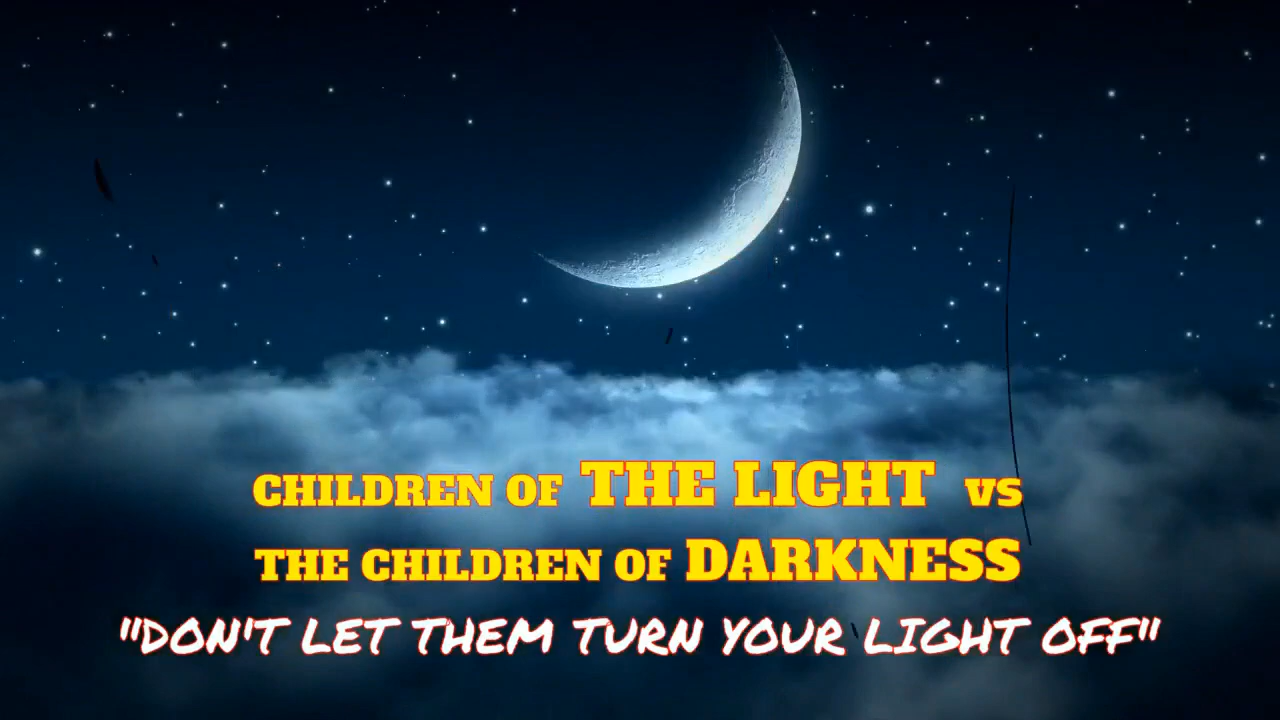 CHILDREN OF THE LIGHT VS
THE CHILDREN OF DARKNESS
"DON'T LET THEM TURN YOUR LIGHT OFF"